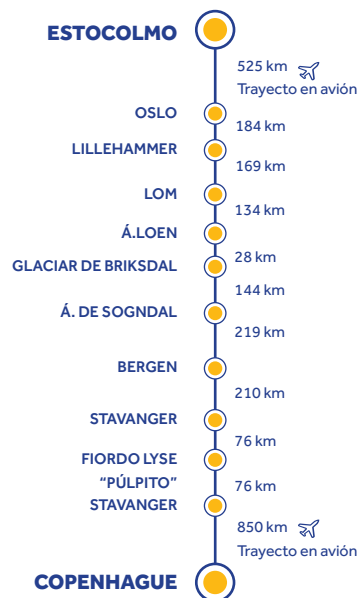 ESTOCOLMO
525 km
Trayecto en avión
OSLO
184 km
LILLEHAMMER
169 km
LOM
134 km
Á.LOEN
28 km
GLACIAR DE BRIKSDAL
144 km
Á. DE SOGNDAL
219 km
BERGEN
210 km
STAVANGER
76 km
FIORDO LYSE
"PÚLPITO"
76 km
STAVANGER
850 km
Trayecto en avión
COPENHAGUE